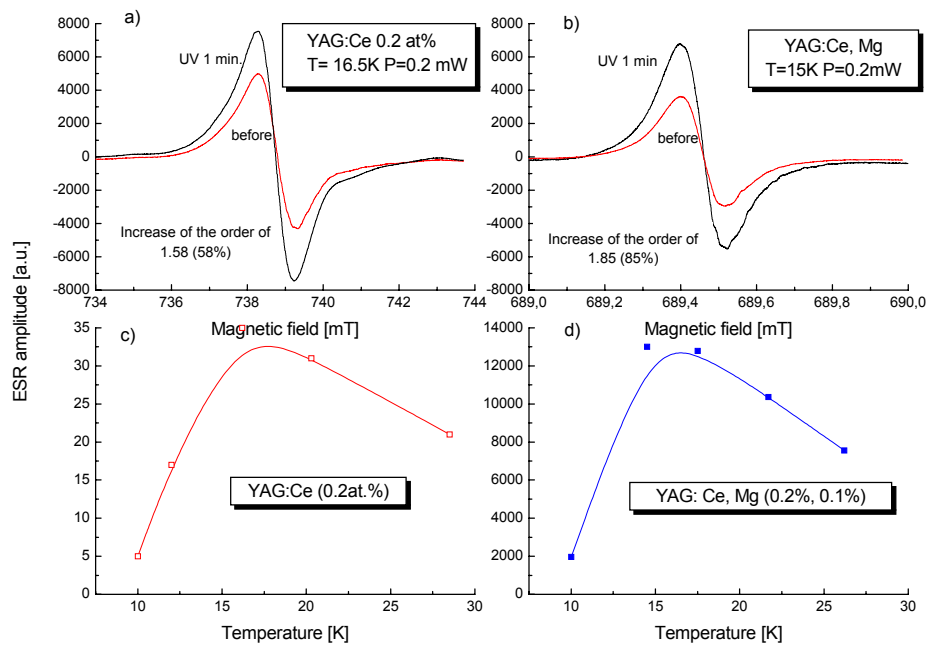 ESR amplitude [a.u.]
a)
YAG:Ce 0.2 at%
T= 16.5K P=0.2 mW
UV 1 min.
before
Increase of the order of
1.58 (58%)
8000
6000
4000
2000
0
-2000
-4000
-6000
-8000
734 736 738 740 742 744
Magnetic field [mT]
b)
YAG:Ce, Mg
T=15K P=0.2mW
UV 1 min
before
Increase of the order of
1.85 (85%)
8000
6000
4000
2000
0
-2000
-4000
-6000
-8000
689,0 689,2 689,4 689,6 689,8 690,0
Magnetic field [mT]
c)
YAG:Ce (0.2at.%)
35
30
25
20
15
10
5
0
10 15 20 25 30
Temperature [K]
d)
YAG: Ce, Mg (0.2%, 0.1%)
14000
12000
10000
8000
6000
4000
2000
0
10 15 20 25 30
Temperature [K]